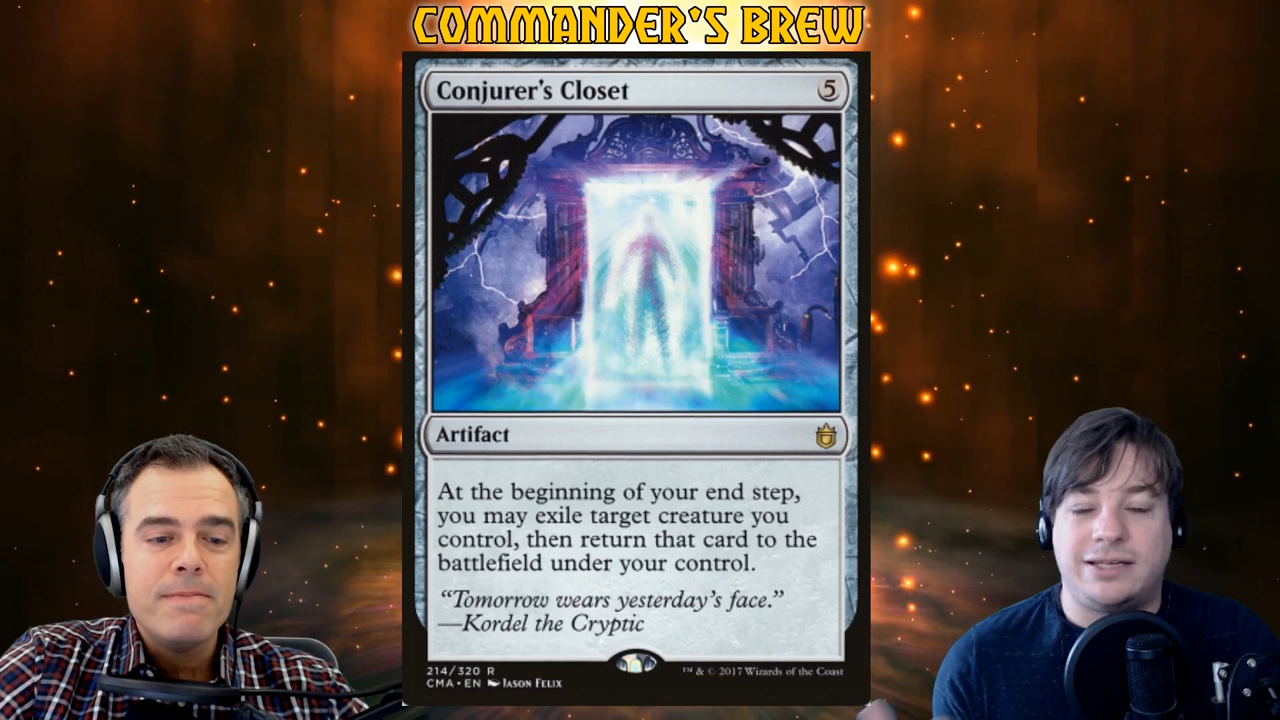 COMMANDER'S BREW
Conjurer's Closet 5
Artifact
At the beginning of your end step,
you may exile target creature you
control, then return that card to the
battlefield under your control.
“Tomorrow wears yesterday's face.”
—Kordel the Cryptic
214/320 R
™ & © 2017 Wizards of the Coast
CMA • EN JASON FELIX